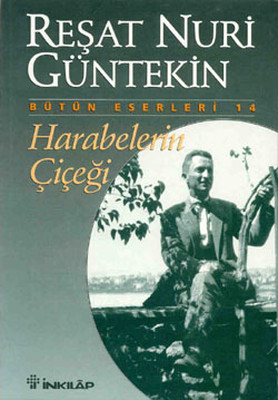 REŞAT NURİ
GÜNTEKİN
BÜTÜN ESERLERİ 14
Harabelerin
Çiçeği
İNKILÂP